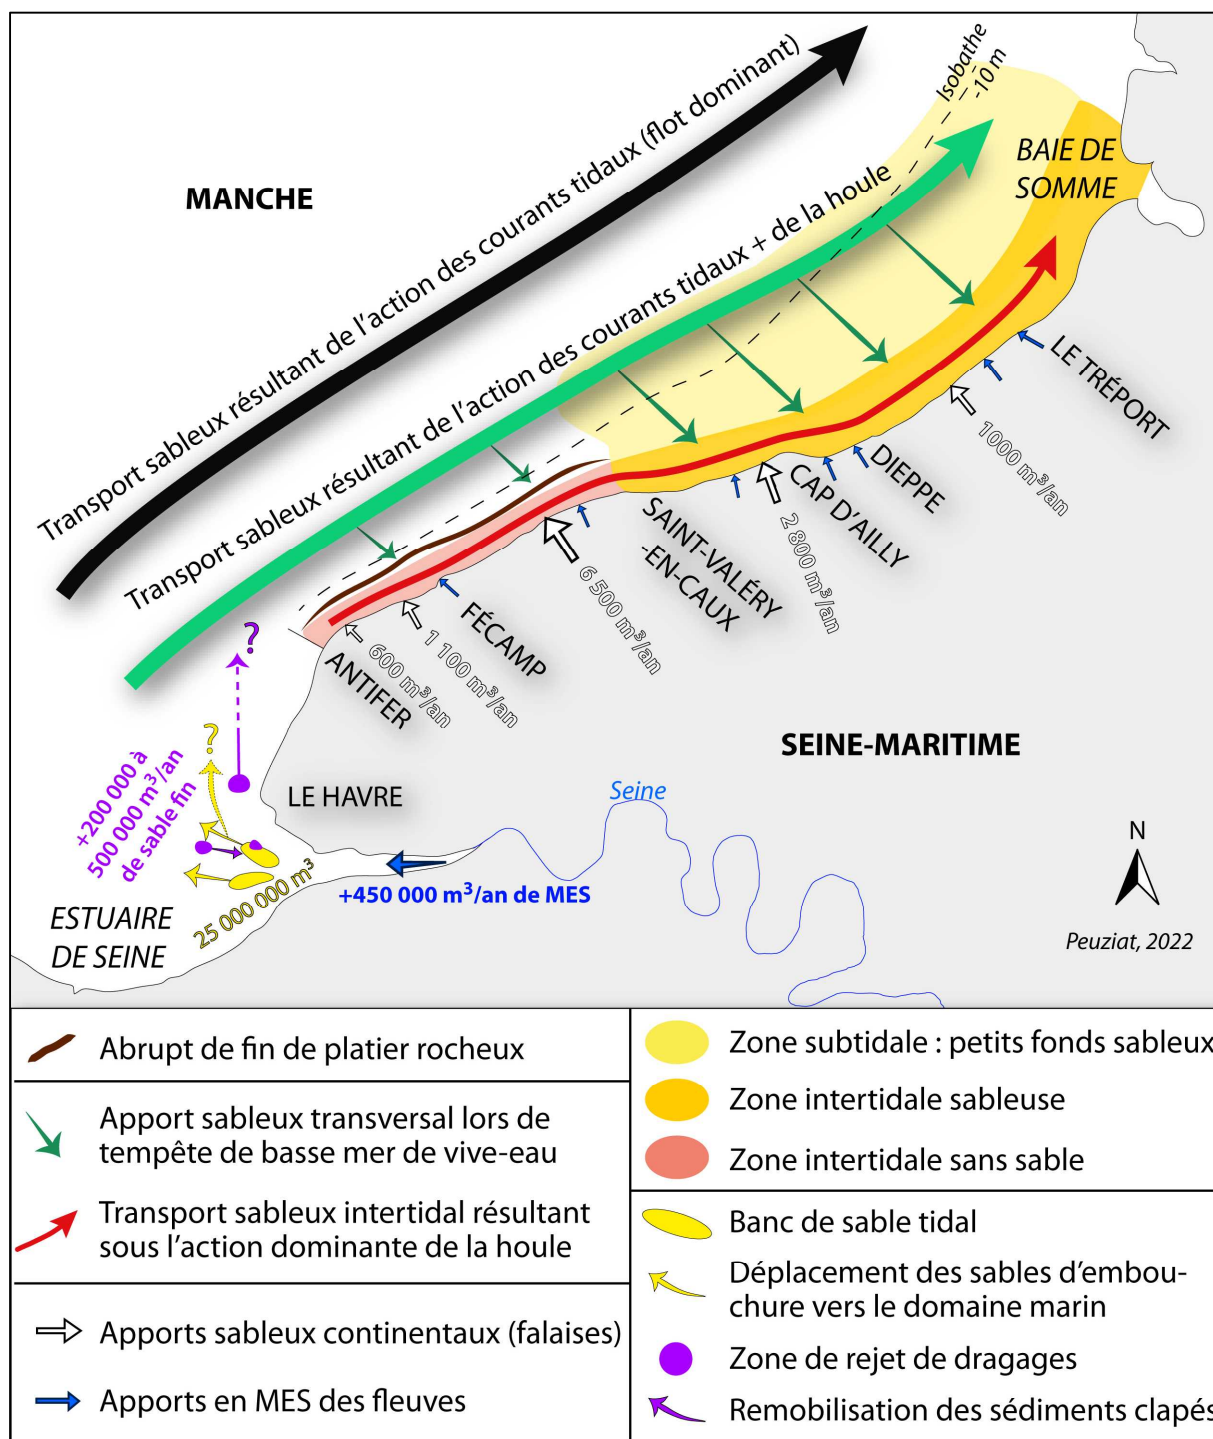 Isobathe
-10 m
Transport sableux résultant de l'action des courants tidaux (flot dominant)
MANCHE
BAIE DE
SOMME
Transport sableux résultant de l'action des courants tidaux + de la houle
LE TRÉPORT
1000 m³/an
DIEPPE
CAP D'AILLY
2 800 m³/an
SAINT-VALÉRY
-EN-CAUX
6 500 m³/an
FÉCAMP
1 100 m³/an
600 m³/an
ANTIFER
?
?
SEINE-MARITIME
+200 000 à
500 000 m³/an
de sable fin
LE HAVRE
Seine
N
25 000 000 m³
+450 000 m³/an de MES
ESTUAIRE
DE SEINE
Peuziat, 2022
Abrupt de fin de platier rocheux
Apport sableux transversal lors de
tempête de basse mer de vive-eau
Transport sableux intertidal résultant
sous l'action dominante de la houle
Apports sableux continentaux (falaises)
Apports en MES des fleuves
Zone subtidale : petits fonds sableux
Zone intertidale sableuse
Zone intertidale sans sable
Banc de sable tidal
Déplacement des sables d'embou-
chure vers le domaine marin
Zone de rejet de dragages
Remobilisation des sédiments clapés